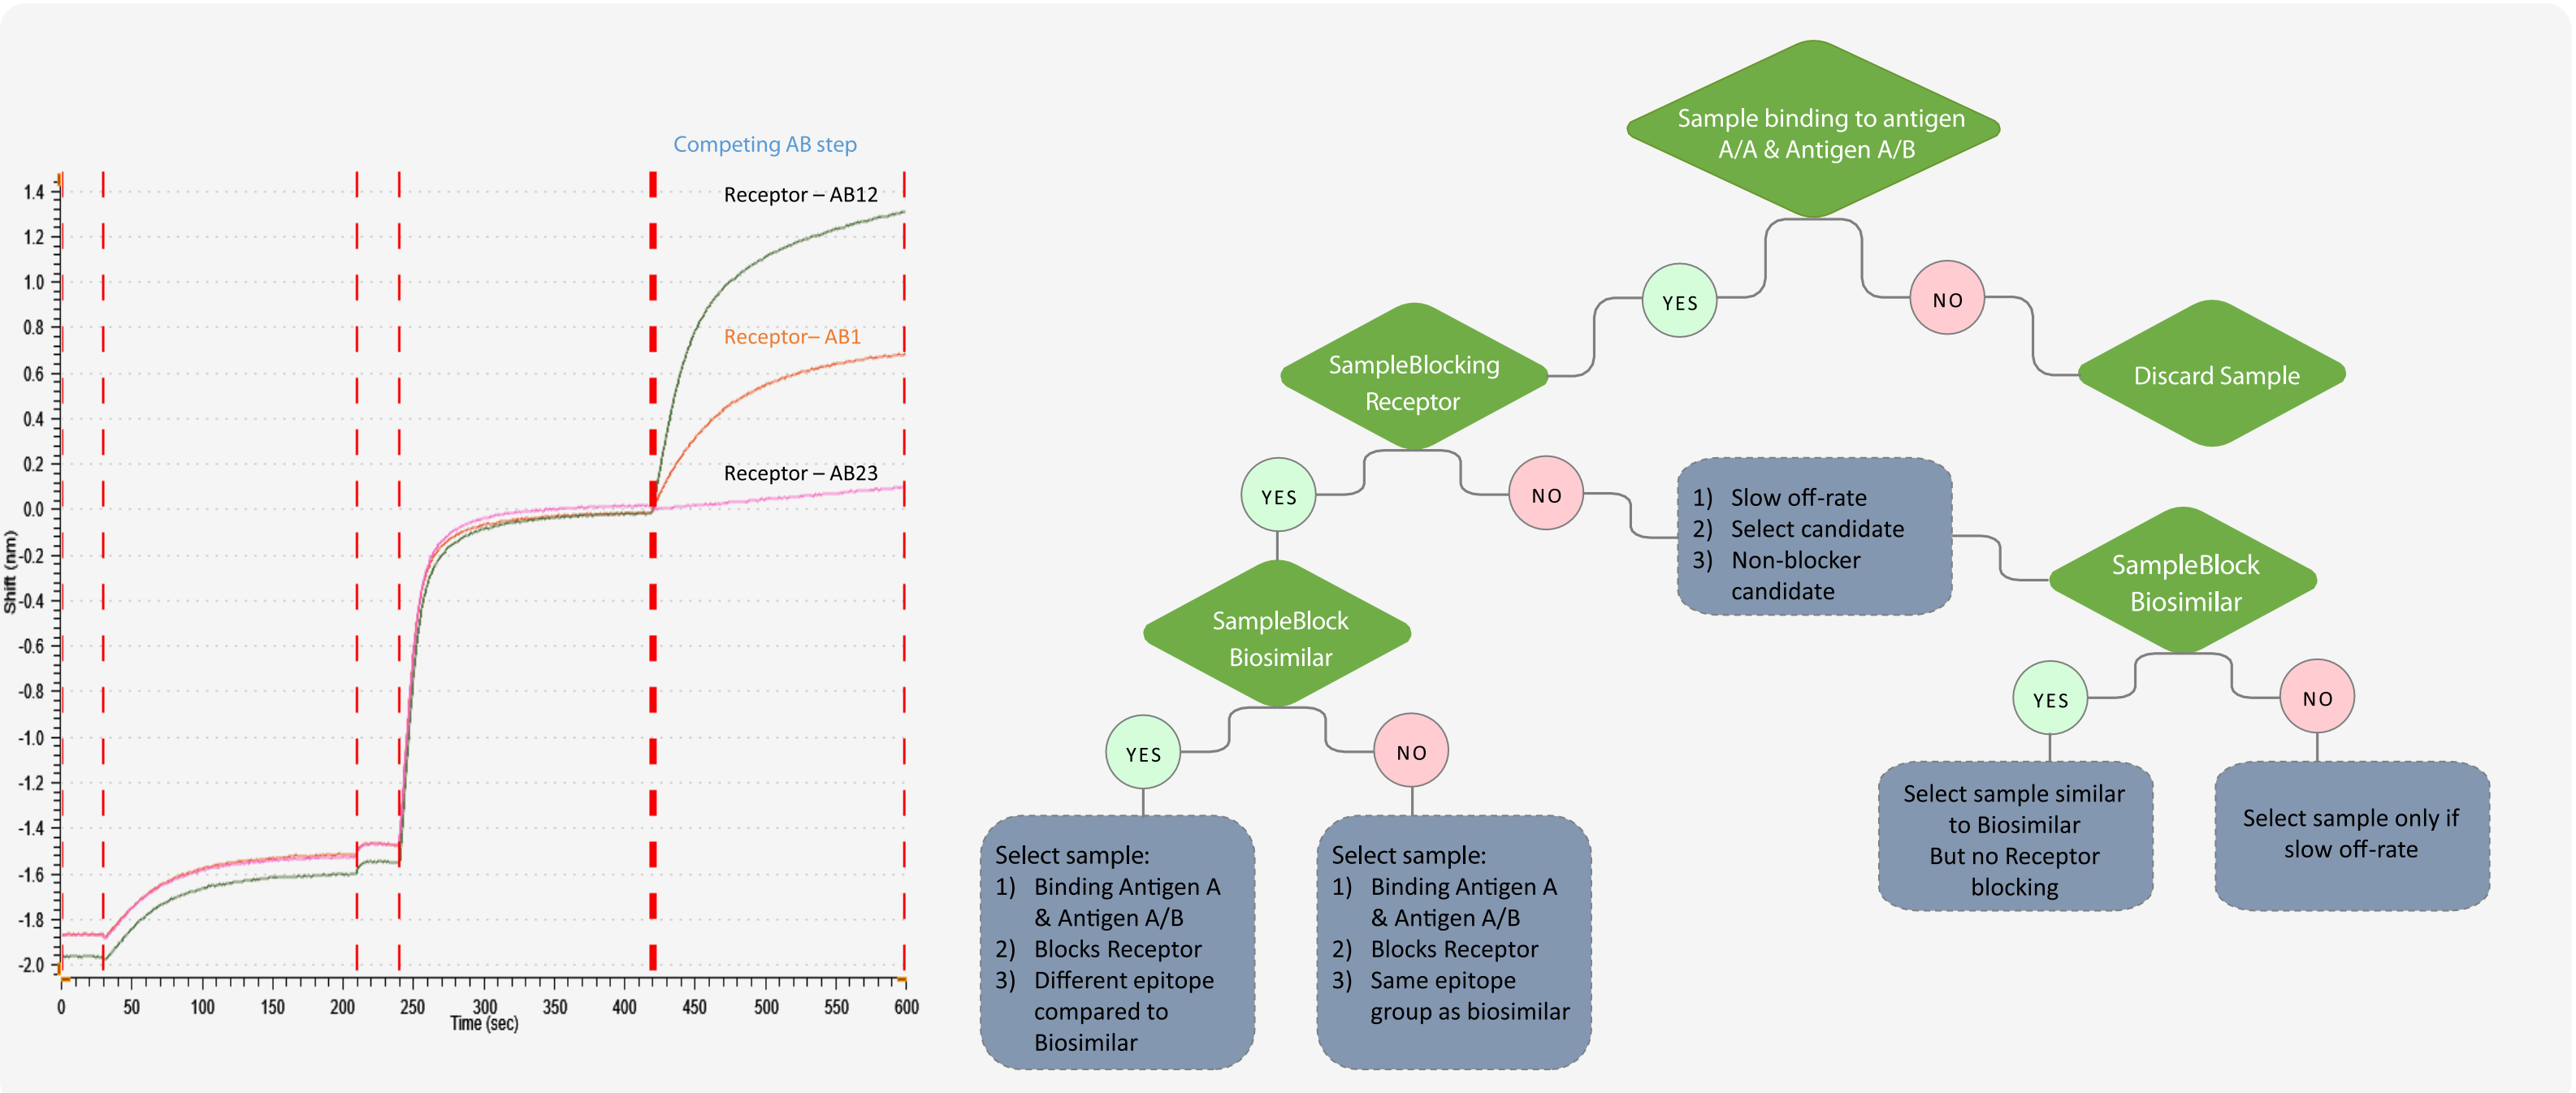 Competing AB step
Receptor – AB12
Receptor– AB1
Receptor – AB23
1.4
1.2
1.0
0.8
0.6
0.4
0.2
0.0
-0.2
-0.4
-0.6
-0.8
-1.0
-1.2
-1.4
-1.6
-1.8
-2.0
Shift (nm)
0 50 100 150 200 250 300 350 400 450 500 550 600
Time (sec)
Sample binding to antigen
A/A & Antigen A/B
YES
NO
SampleBlocking
Receptor
Discard Sample
YES
NO
1) Slow off-rate
2) Select candidate
3) Non-blocker
candidate
SampleBlock
Biosimilar
SampleBlock
Biosimilar
YES
NO
YES
NO
Select sample:
1) Binding Antigen A
& Antigen A/B
2) Blocks Receptor
3) Different epitope
compared to
Biosimilar
Select sample:
1) Binding Antigen A
& Antigen A/B
2) Blocks Receptor
3) Same epitope
group as biosimilar
Select sample similar
to Biosimilar
But no Receptor
blocking
Select sample only if
slow off-rate